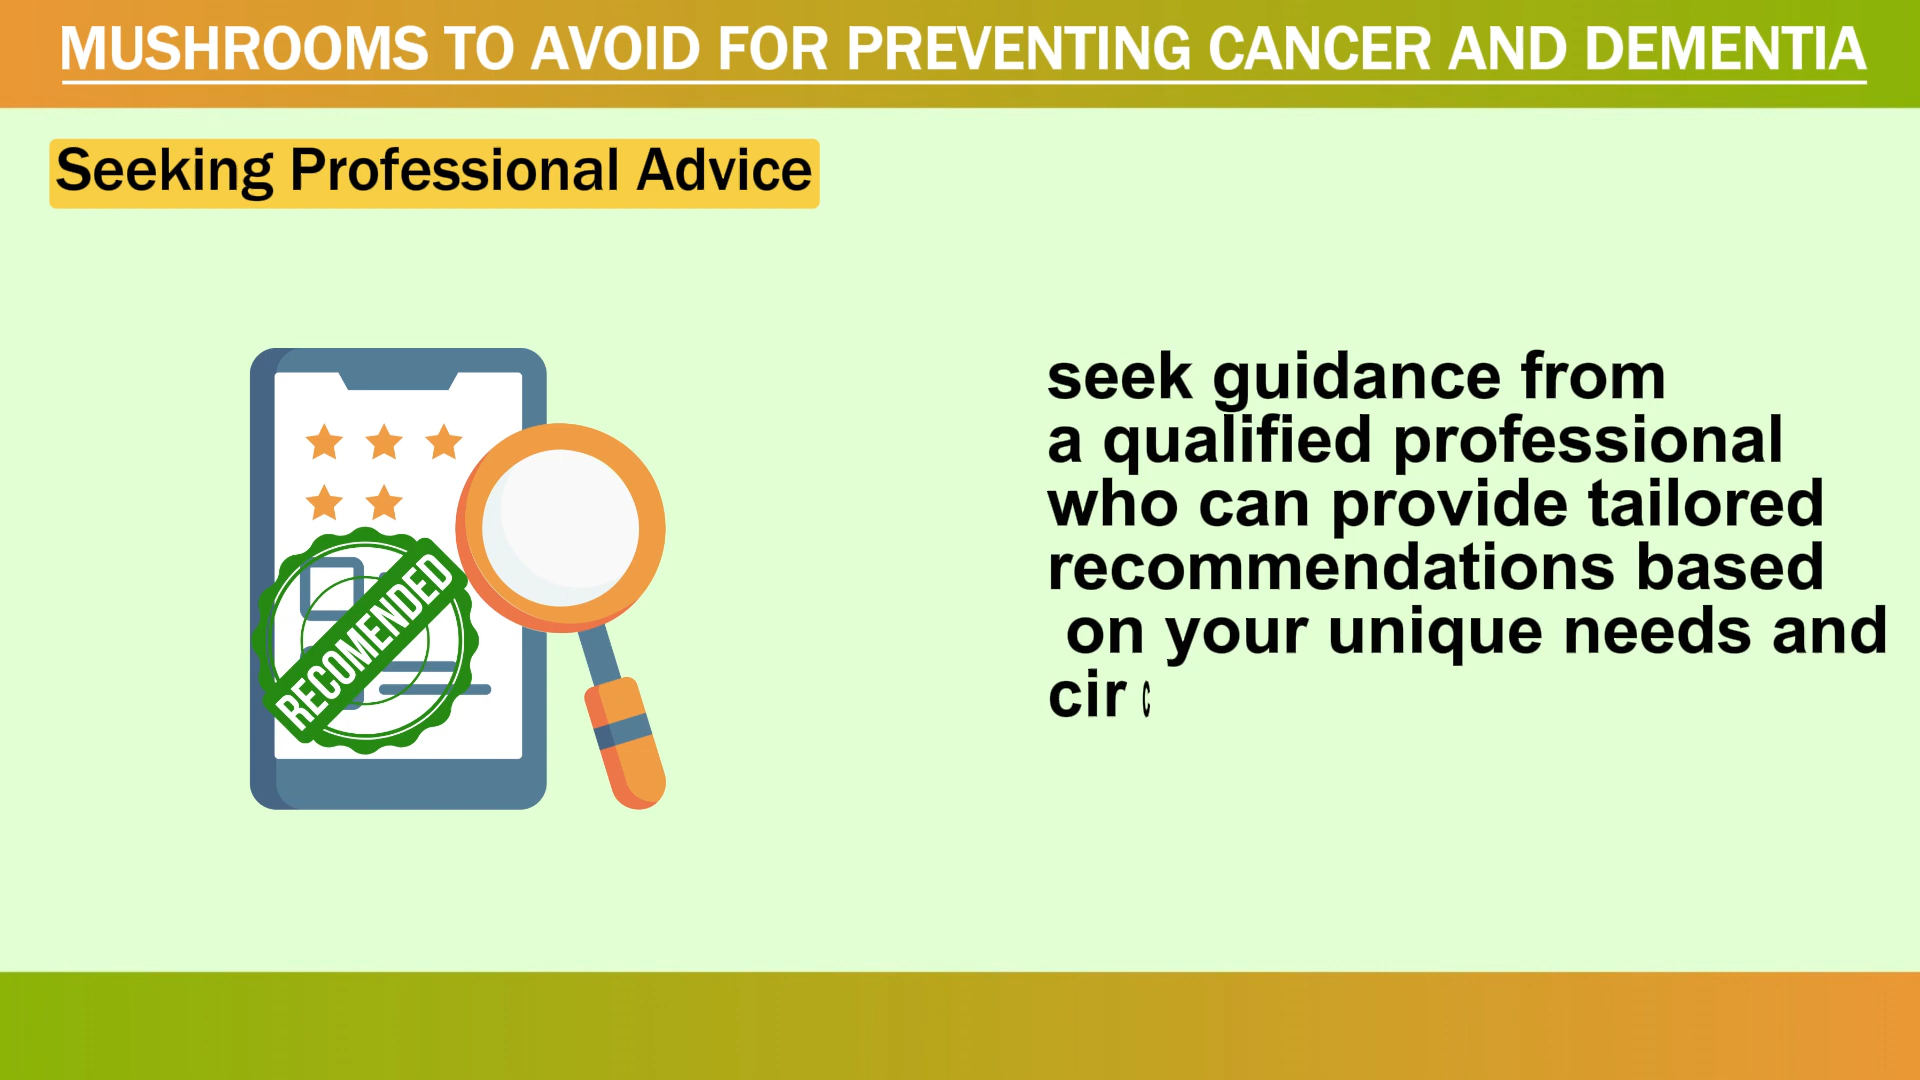 MUSHROOMS TO AVOID FOR PREVENTING CANCER AND DEMENTIA
Seeking Professional Advice
seek guidance from
a qualified professional
who can provide tailored
recommendations based
on your unique needs and
cir c
RECOMENDED